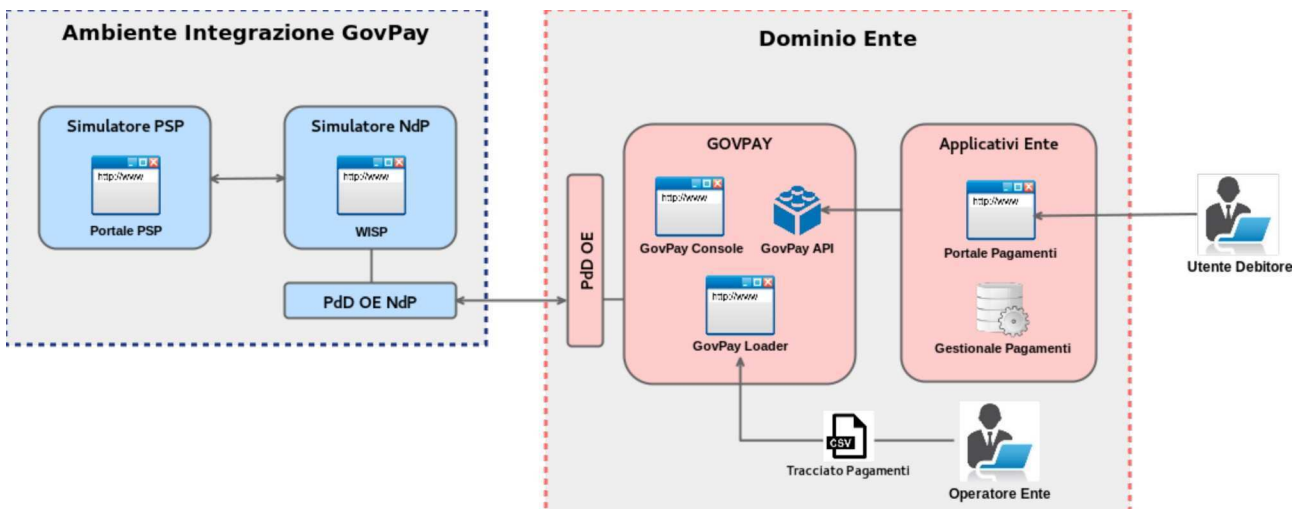 Ambiente Integrazione GovPay
Simulatore PSP
http://www
Portale PSP
Simulatore NdP
http://www
WISP
PdD OE NdP
Dominio Ente
PdD OE
GOVPAY
http://www
GovPay Console
GovPay API
http://www
GovPay Loader
Applicativi Ente
http://www
Portale Pagamenti
Gestionale Pagamenti
Utente Debitore
CSV
Tracciato Pagamenti
Operatore Ente